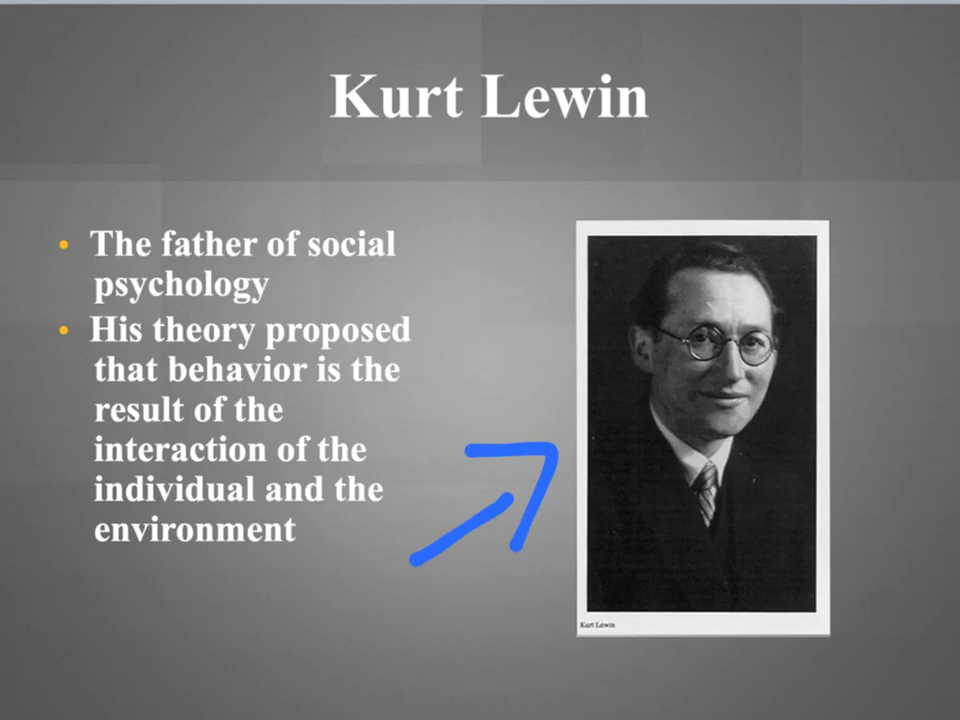 Kurt Lewin
• The father of social
psychology
• His theory proposed
that behavior is the
result of the
interaction of the
individual and the
environment
Kurt Lewin